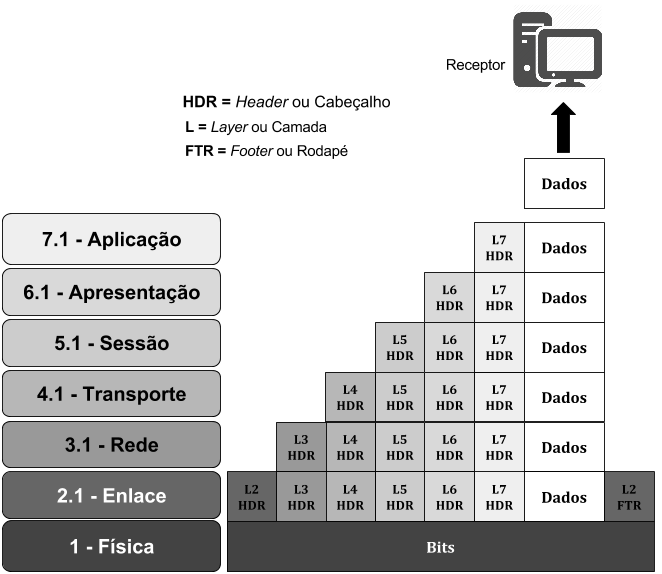 Receptor
HDR = Header ou Cabeçalho
L = Layer ou Camada
FTR = Footer ou Rodapé
Dados
7.1 - Aplicação
L7 HDR
Dados
6.1 - Apresentação
L6 HDR
L7 HDR
Dados
5.1 - Sessão
L5 HDR
L6 HDR
L7 HDR
Dados
4.1 - Transporte
L4 HDR
L5 HDR
L6 HDR
L7 HDR
Dados
3.1 - Rede
L3 HDR
L4 HDR
L5 HDR
L6 HDR
L7 HDR
Dados
2.1 - Enlace
L2 HDR
L3 HDR
L4 HDR
L5 HDR
L6 HDR
L7 HDR
Dados
L2 FTR
1 - Física
Bits